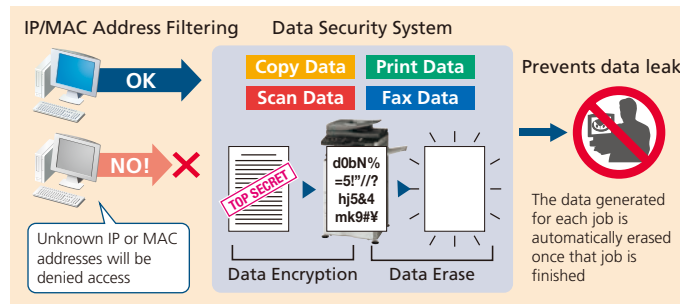 IP/MAC Address Filtering
Data Security System
OK
NO!
Unknown IP or MAC
addresses will be
denied access
Copy Data
Print Data
Scan Data
Fax Data
TOP SECRET
d0bN%
=5!"//?
hj5&4
mk9#¥
Data Encryption
Data Erase
Prevents data leak
The data generated
for each job is
automatically erased
once that job is
finished